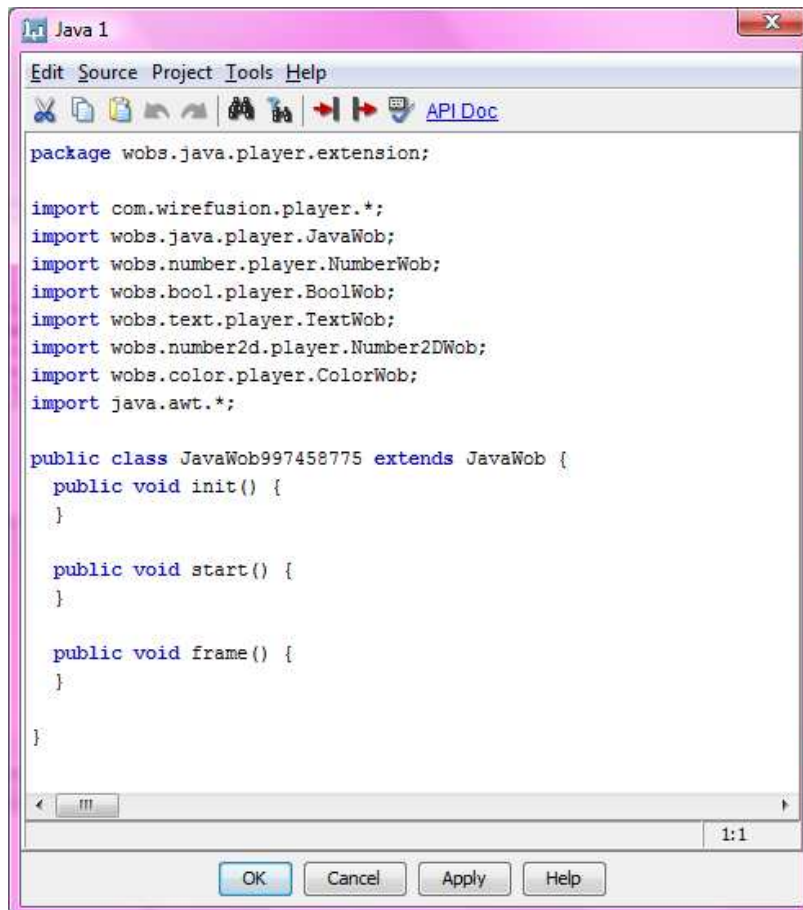 Java 1
Edit Source Project Tools Help
API Doc
package wobs.java.player.extension;
import com.wirefusion.player.*;
import wobs.java.player.JavaWob;
import wobs.number.player.NumberWob;
import wobs.bool.player.BoolWob;
import wobs.text.player.TextWob;
import wobs.number2d.player.Number2DWob;
import wobs.color.player.ColorWob;
import java.awt.*;
public class JavaWob997458775 extends JavaWob {
public void init() {
}
public void start() {
}
public void frame() {
}
}
1:1
OK Cancel Apply Help